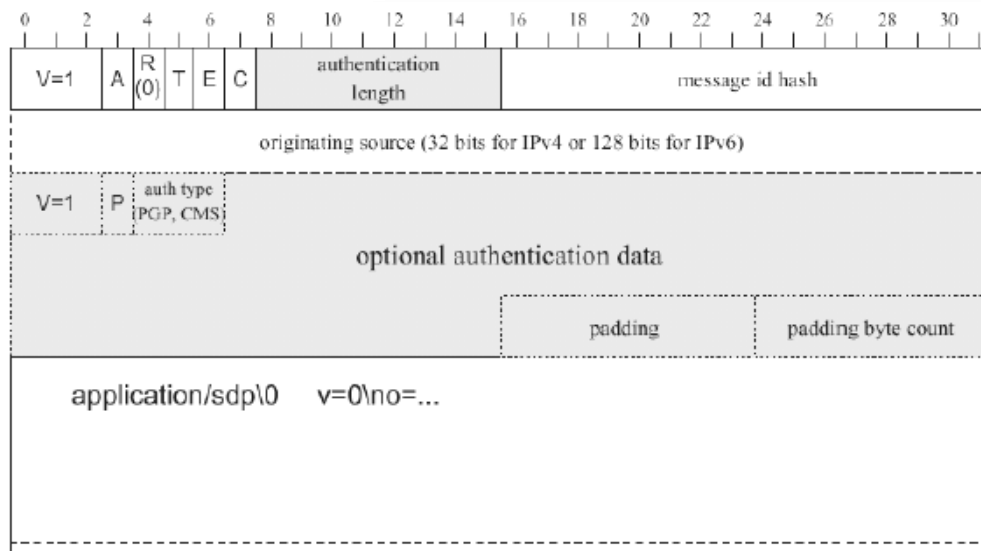 0 2 4 6 8 10 12 14 16 18 20 22 24 26 28 30
V=1 A R (0) T E C authentication length message id hash
originating source (32 bits for IPv4 or 128 bits for IPv6)
V=1 P auth type (PGP, CMS)
optional authentication data
padding padding byte count
application/sdp\0 v=0\no=...